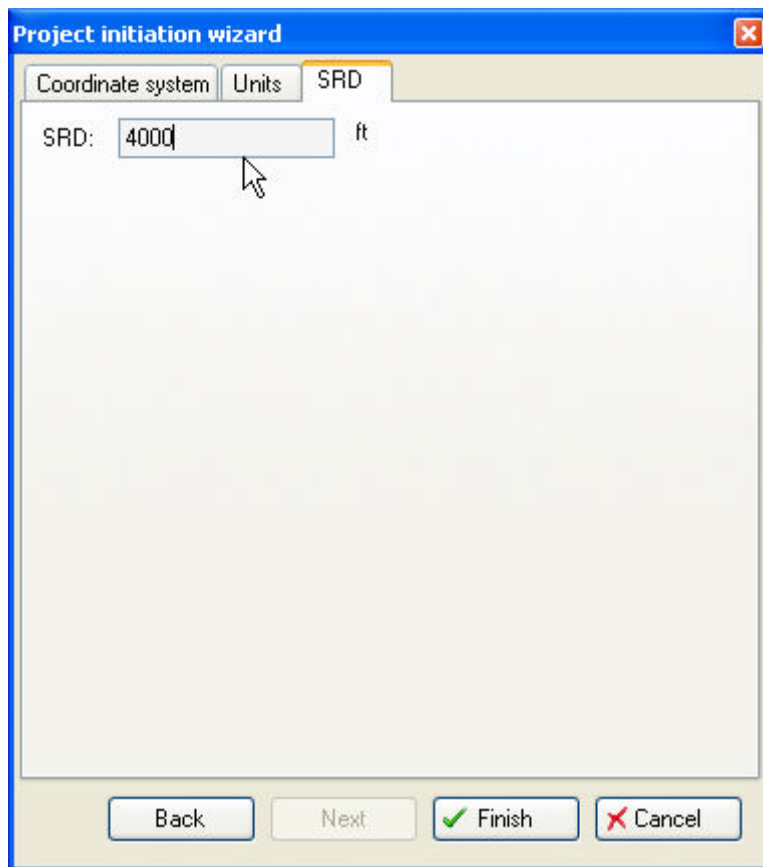 Project initiation wizard
Coordinate system Units SRD
SRD: 4000 ft
Back Next Finish Cancel